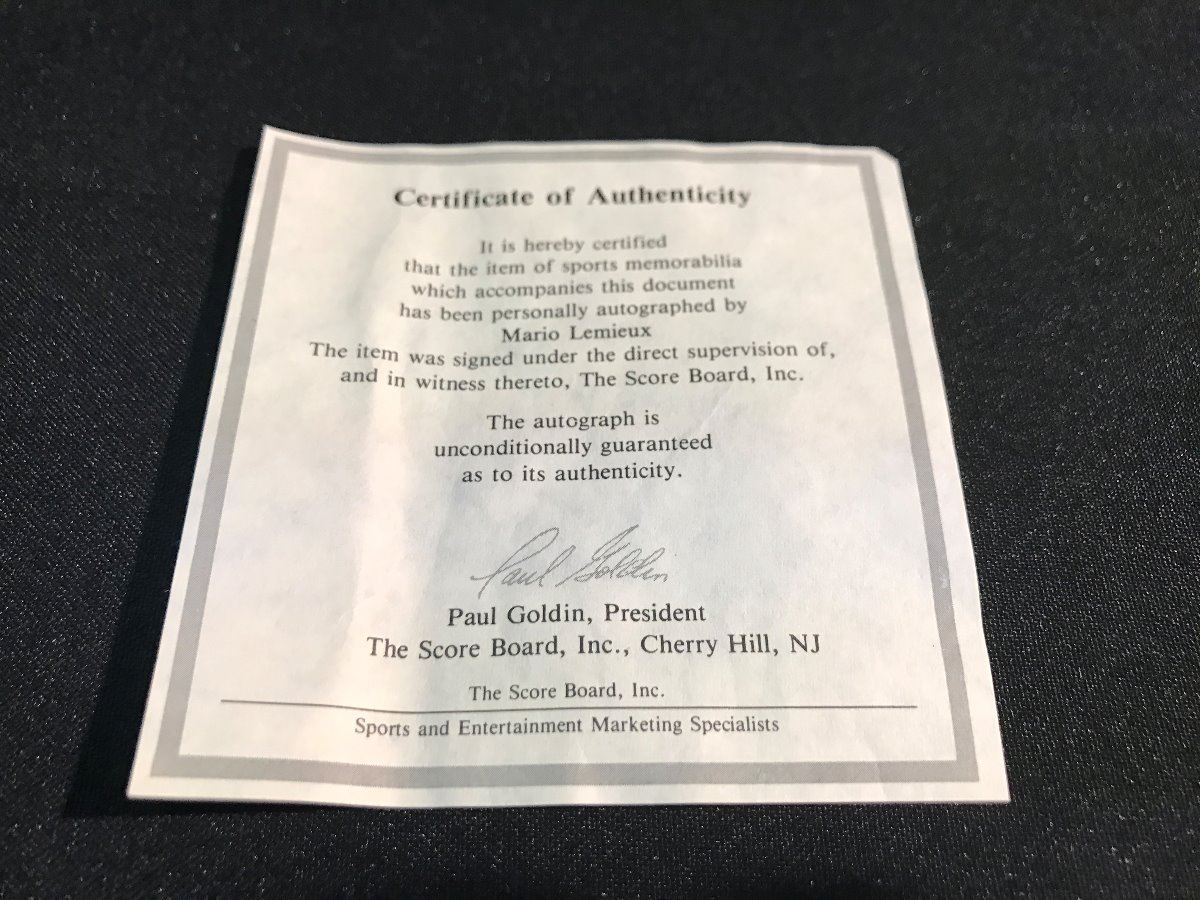 Certificate of Authenticity
It is hereby certified
that the item of sports memorabilia
which accompanies this document
has been personally autographed by
Mario Lemieux
The item was signed under the direct supervision of,
and in witness thereto, The Score Board, Inc.
The autograph is
unconditionally guaranteed
as to its authenticity.
Paul Goldin
Paul Goldin, President
The Score Board, Inc., Cherry Hill, NJ
The Score Board, Inc.
Sports and Entertainment Marketing Specialists